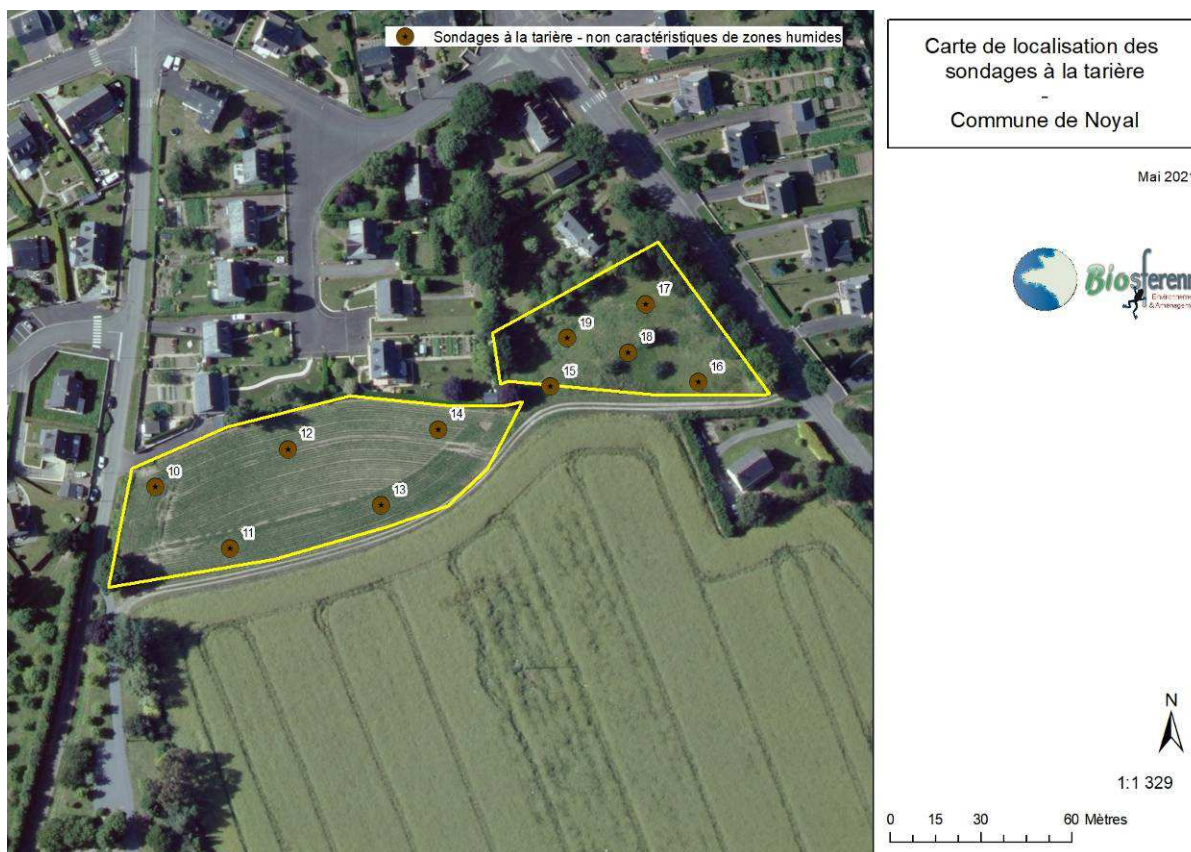 Sondages à la tarière - non caractéristiques de zones humides
Carte de localisation des
sondages à la tarière
-
Commune de Noyal
Mai 2021
Biosferenn
Environneme
& Aménagem
17
19
18
15
16
14
12
10
13
11
N
1:1 329
0 15 30 60 Mètres